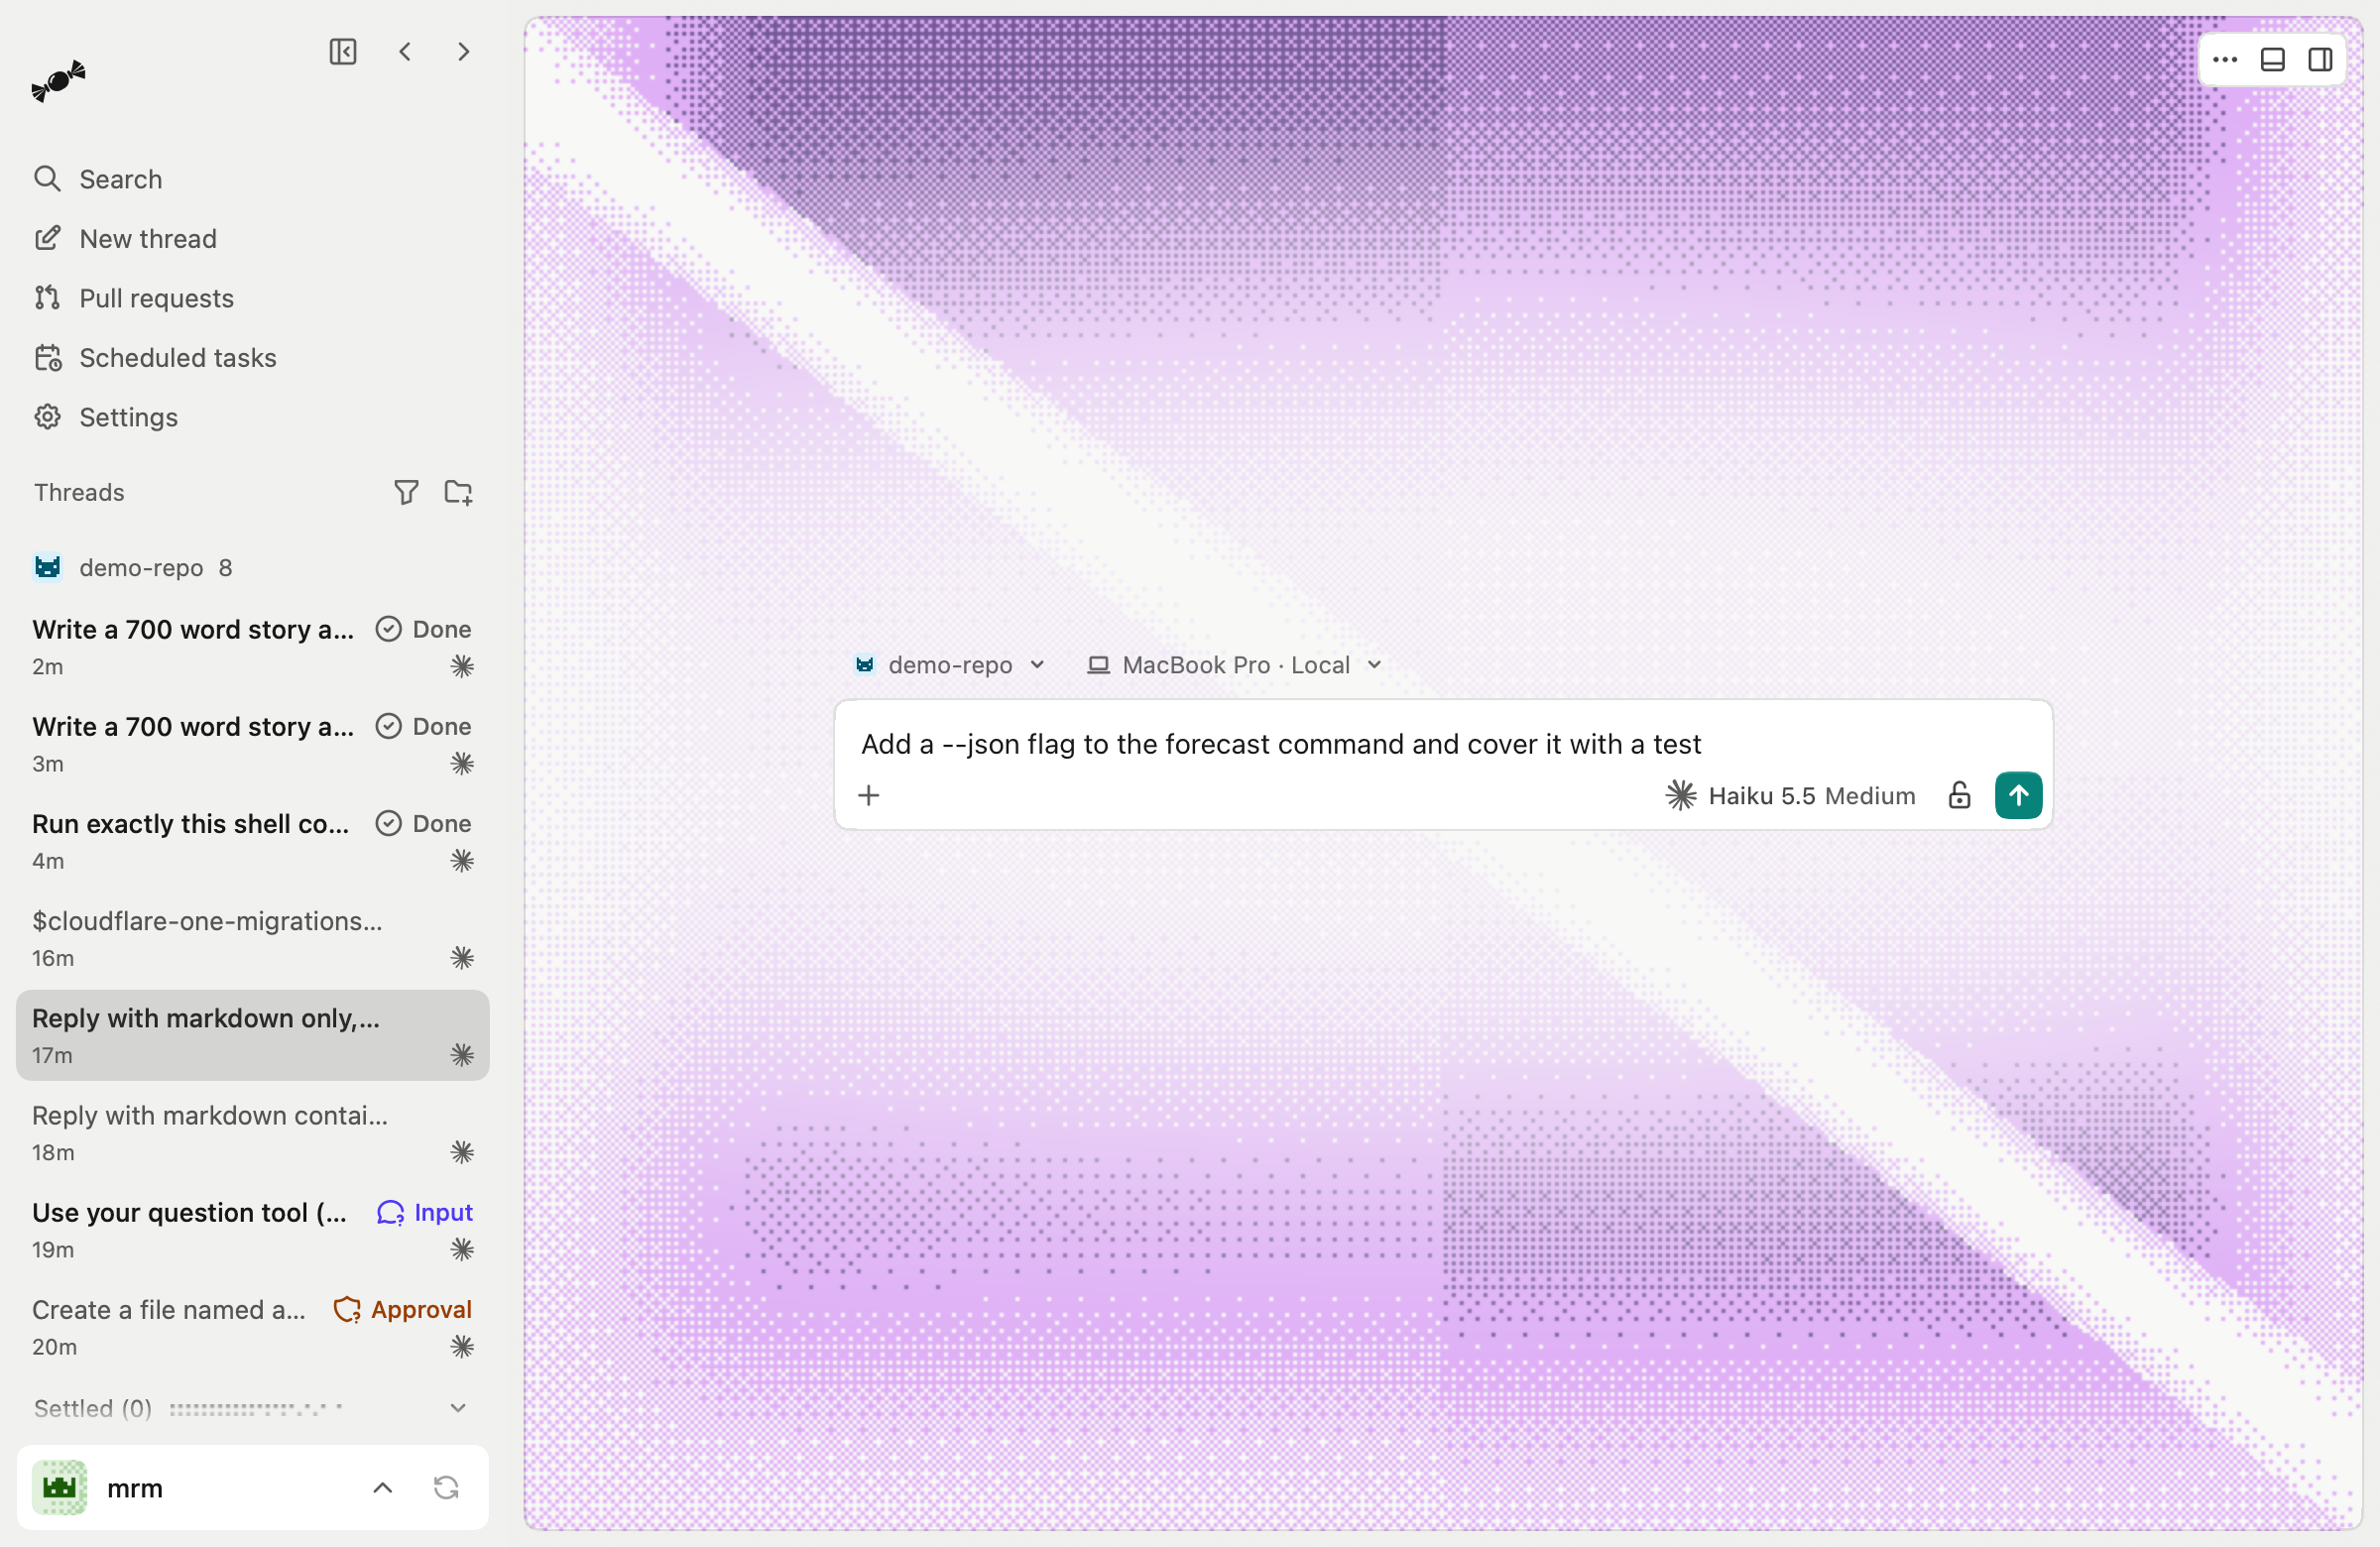 Search
New thread
Pull requests
Scheduled tasks
Settings
Threads
demo-repo 8
Write a 700 word story a... Done
2m
Write a 700 word story a... Done
3m
Run exactly this shell co... Done
4m
$cloudflare-one-migrations...
16m
Reply with markdown only,...
17m
Reply with markdown contai...
18m
Use your question tool (... Input
19m
Create a file named a... Approval
20m
Settled (0)
mrm
demo-repo MacBook Pro · Local
Add a --json flag to the forecast command and cover it with a test
Haiku 5.5 Medium